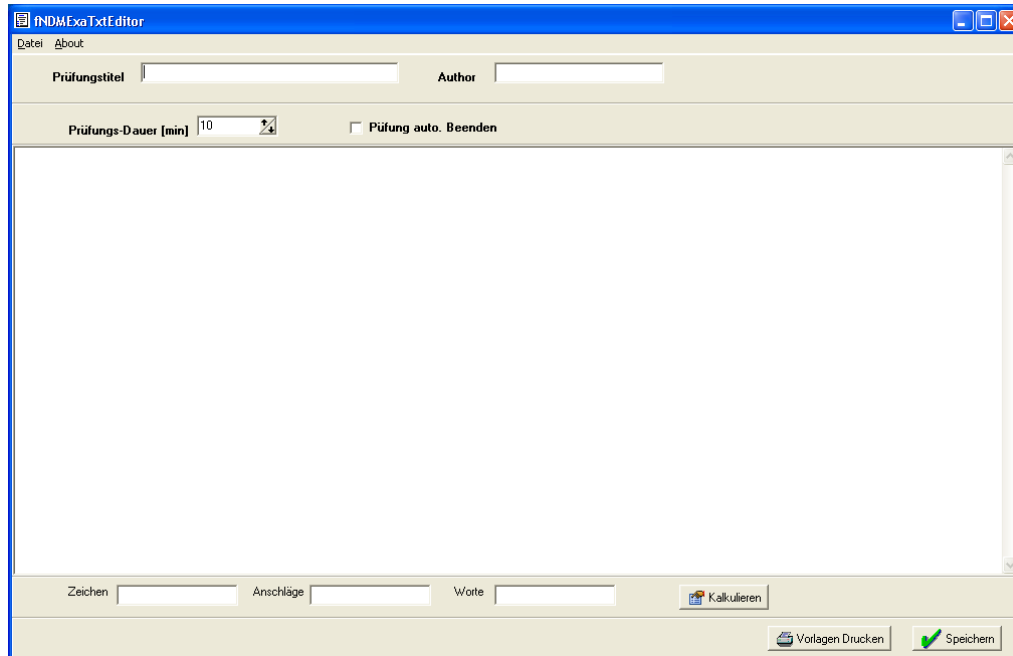 fNDMExaTxtEditor
Datei About
Prüfungstitel Author
Prüfungs-Dauer [min] 10 Püfung auto. Beenden
Zeichen Anschläge Worte Kalkulieren
Vorlagen Drucken Speichern